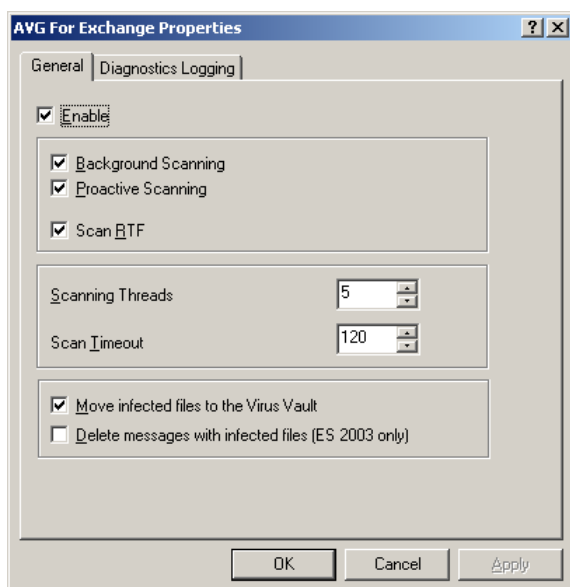 AVG For Exchange Properties
General
Diagnostics Logging
Enable
Background Scanning
Proactive Scanning
Scan RTF
Scanning Threads
5
Scan Timeout
120
Move infected files to the Virus Vault
Delete messages with infected files (ES 2003 only)
OK
Cancel
Apply